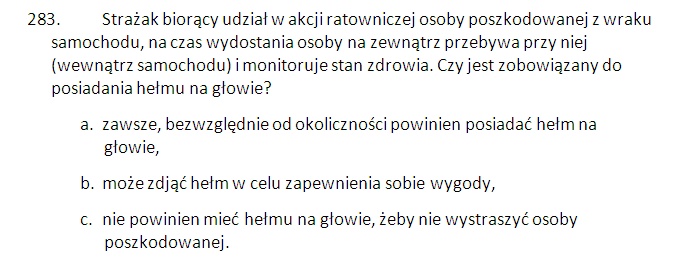 283. Strażak biorący udział w akcji ratowniczej osoby poszkodowanej z wraku
samochodu, na czas wydostania osoby na zewnątrz przebywa przy niej
(wewnątrz samochodu) i monitoruje stan zdrowia. Czy jest zobowiązany do
posiadania hełmu na głowie?
a. zawsze, bezwzględnie od okoliczności powinien posiadać hełm na
głowie,
b. może zdjąć hełm w celu zapewnienia sobie wygody,
c. nie powinien mieć hełmu na głowie, żeby nie wystraszyć osoby
poszkodowanej.